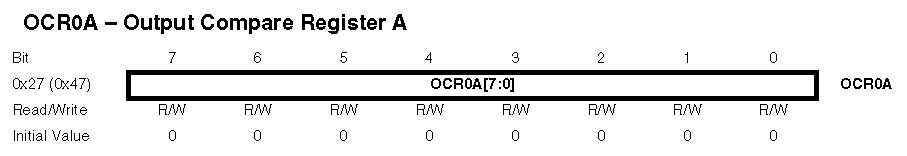 OCR0A – Output Compare Register A
Bit 7 6 5 4 3 2 1 0
0x27 (0x47) OCR0A[7:0] OCR0A
Read/Write R/W R/W R/W R/W R/W R/W R/W R/W
Initial Value 0 0 0 0 0 0 0 0